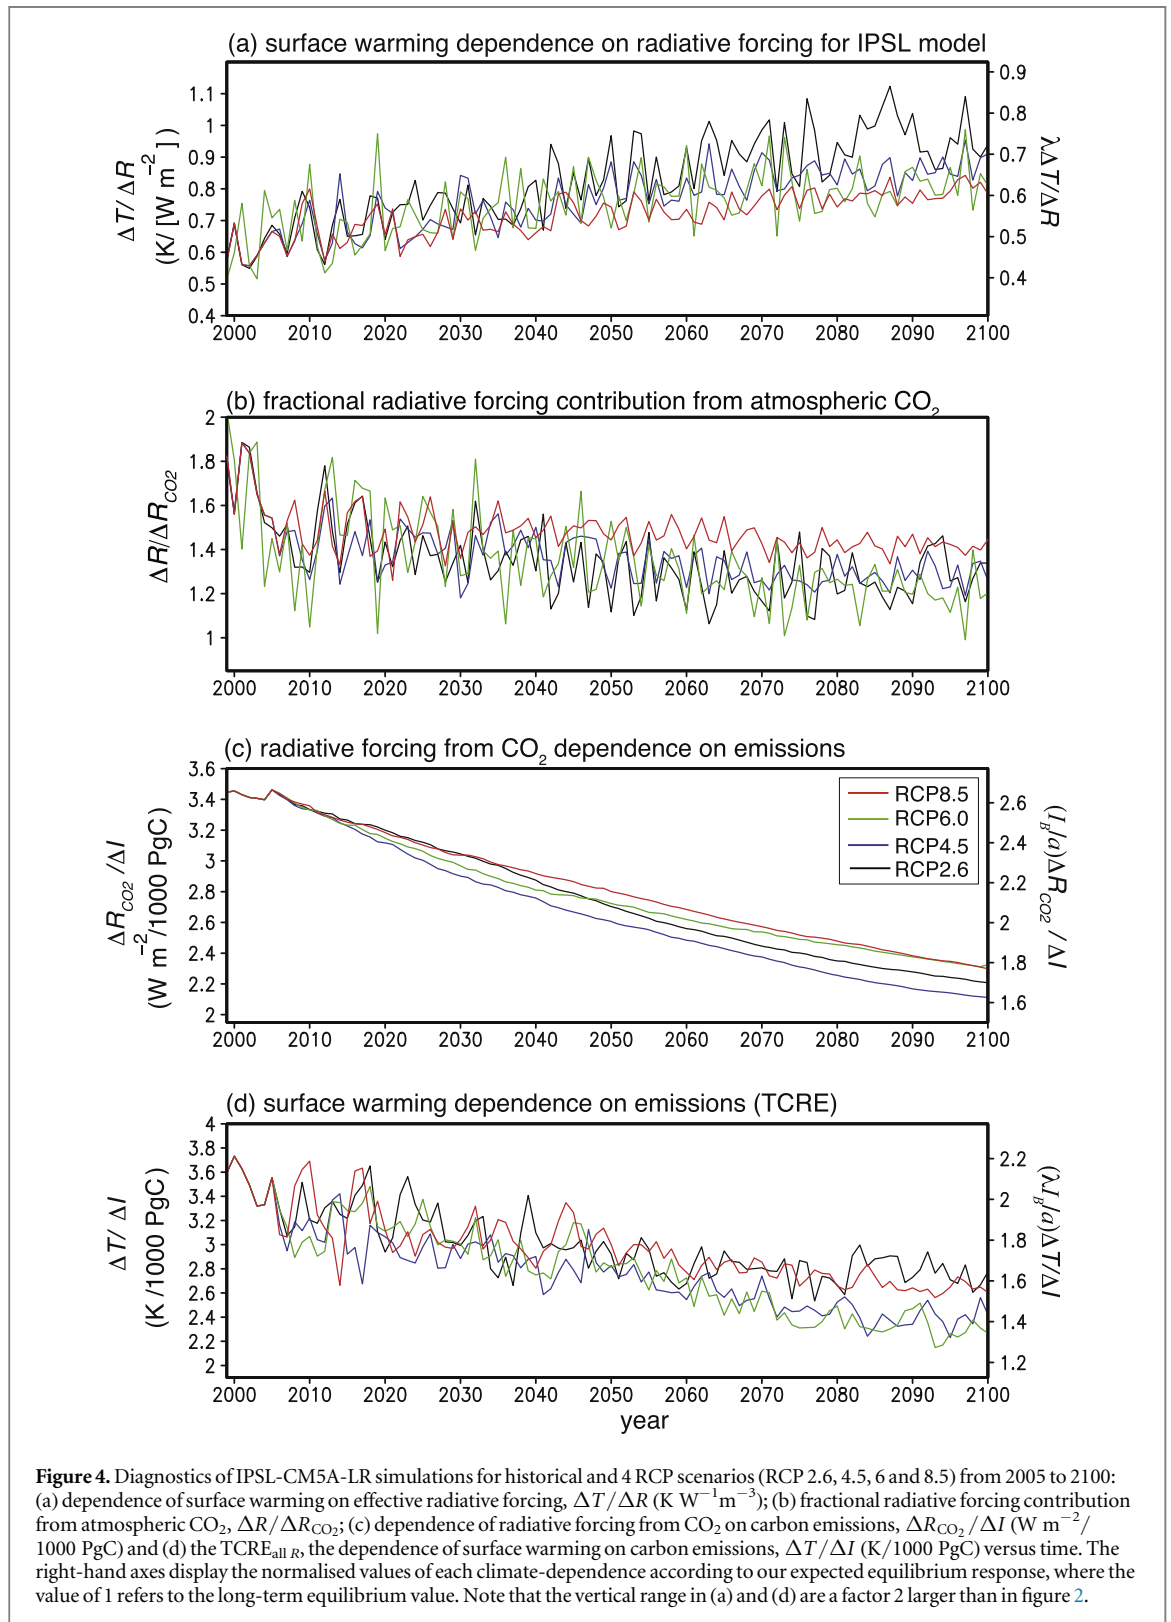 (a) surface warming dependence on radiative forcing for IPSL model
ΔT/ ΔR
(K/ [W m−2 ])
1.1
1
0.9
0.8
0.7
0.6
0.5
0.4
0.9
0.8
0.7
0.6
0.5
0.4
λΔT/ΔR
2000 2010 2020 2030 2040 2050 2060 2070 2080 2090 2100
(b) fractional radiative forcing contribution from atmospheric CO2
ΔR/ΔRCO2
2
1.8
1.6
1.4
1.2
1
2000 2010 2020 2030 2040 2050 2060 2070 2080 2090 2100
(c) radiative forcing from CO2 dependence on emissions
ΔRCO2 /ΔI
(W m−2/1000 PgC)
3.6
3.4
3.2
3
2.8
2.6
2.4
2.2
2
RCP8.5
RCP6.0
RCP4.5
RCP2.6
2.6
2.4
2.2
2
1.8
1.6
(IB/a)ΔRCO2 /ΔI
2000 2010 2020 2030 2040 2050 2060 2070 2080 2090 2100
(d) surface warming dependence on emissions (TCRE)
ΔT/ ΔI
(K /1000 PgC)
4
3.8
3.6
3.4
3.2
3
2.8
2.6
2.4
2.2
2
2.2
2
1.8
1.6
1.4
1.2
(λIB/a)ΔT/ΔI
2000 2010 2020 2030 2040 2050 2060 2070 2080 2090 2100
year
Figure 4. Diagnostics of IPSL-CM5A-LR simulations for historical and 4 RCP scenarios (RCP 2.6, 4.5, 6 and 8.5) from 2005 to 2100:
(a) dependence of surface warming on effective radiative forcing, ΔT/ΔR (K W−1m−3); (b) fractional radiative forcing contribution
from atmospheric CO2, ΔR/ΔRCO2; (c) dependence of radiative forcing from CO2 on carbon emissions, ΔRCO2/ΔI (W m−2/
1000 PgC) and (d) the TCREall R, the dependence of surface warming on carbon emissions, ΔT/ΔI (K/1000 PgC) versus time. The
right-hand axes display the normalised values of each climate-dependence according to our expected equilibrium response, where the
value of 1 refers to the long-term equilibrium value. Note that the vertical range in (a) and (d) are a factor 2 larger than in figure 2.